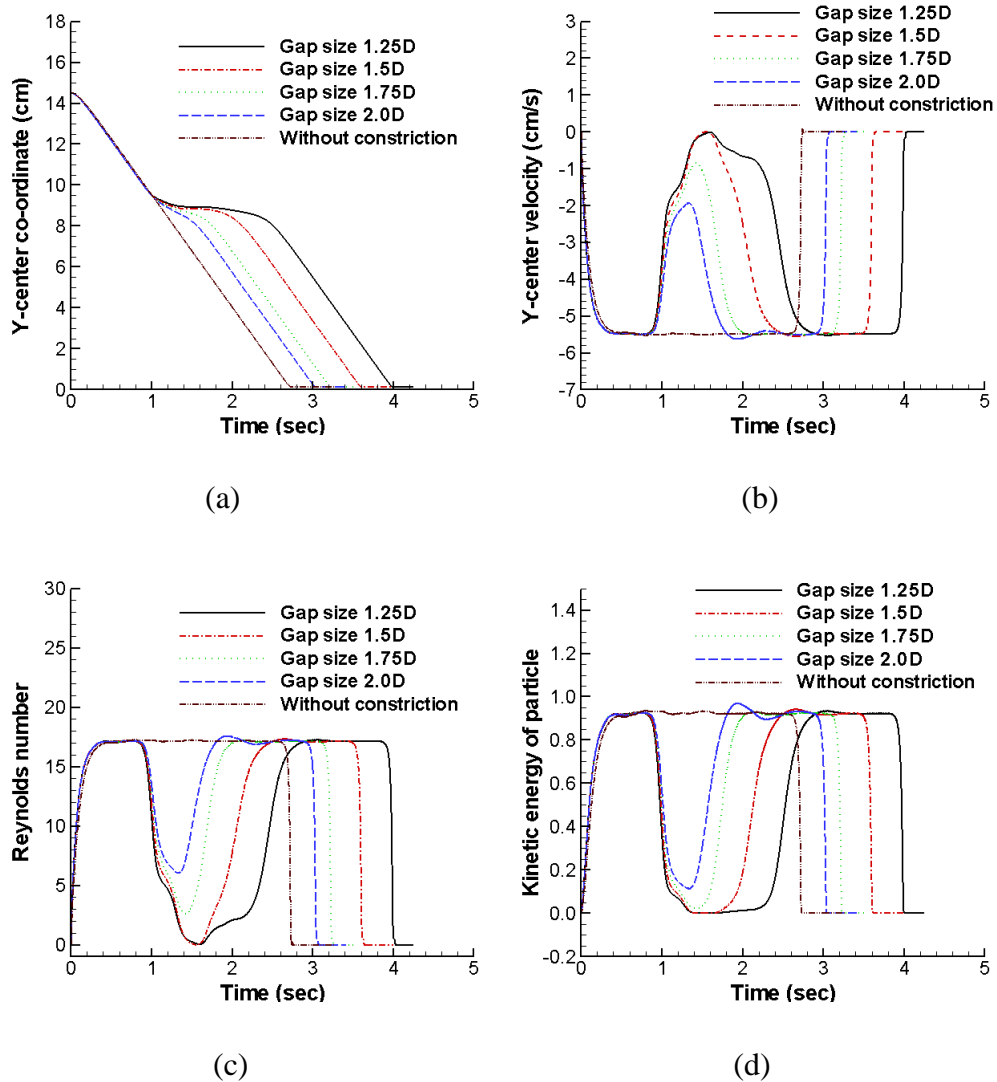 18
16
14
12
10
8
6
4
2
0
0 1 2 3 4 5
Y-center co-ordinate (cm)
Time (sec)
Gap size 1.25D
Gap size 1.5D
Gap size 1.75D
Gap size 2.0D
Without constriction
(a)
3
2
1
0
-1
-2
-3
-4
-5
-6
-7
0 1 2 3 4 5
Y-center velocity (cm/s)
Time (sec)
Gap size 1.25D
Gap size 1.5D
Gap size 1.75D
Gap size 2.0D
Without constriction
(b)
30
25
20
15
10
5
0
0 1 2 3 4 5
Reynolds number
Time (sec)
Gap size 1.25D
Gap size 1.5D
Gap size 1.75D
Gap size 2.0D
Without constriction
(c)
1.4
1.2
1.0
0.8
0.6
0.4
0.2
0.0
-0.2
0 1 2 3 4 5
Kinetic energy of particle
Time (sec)
Gap size 1.25D
Gap size 1.5D
Gap size 1.75D
Gap size 2.0D
Without constriction
(d)